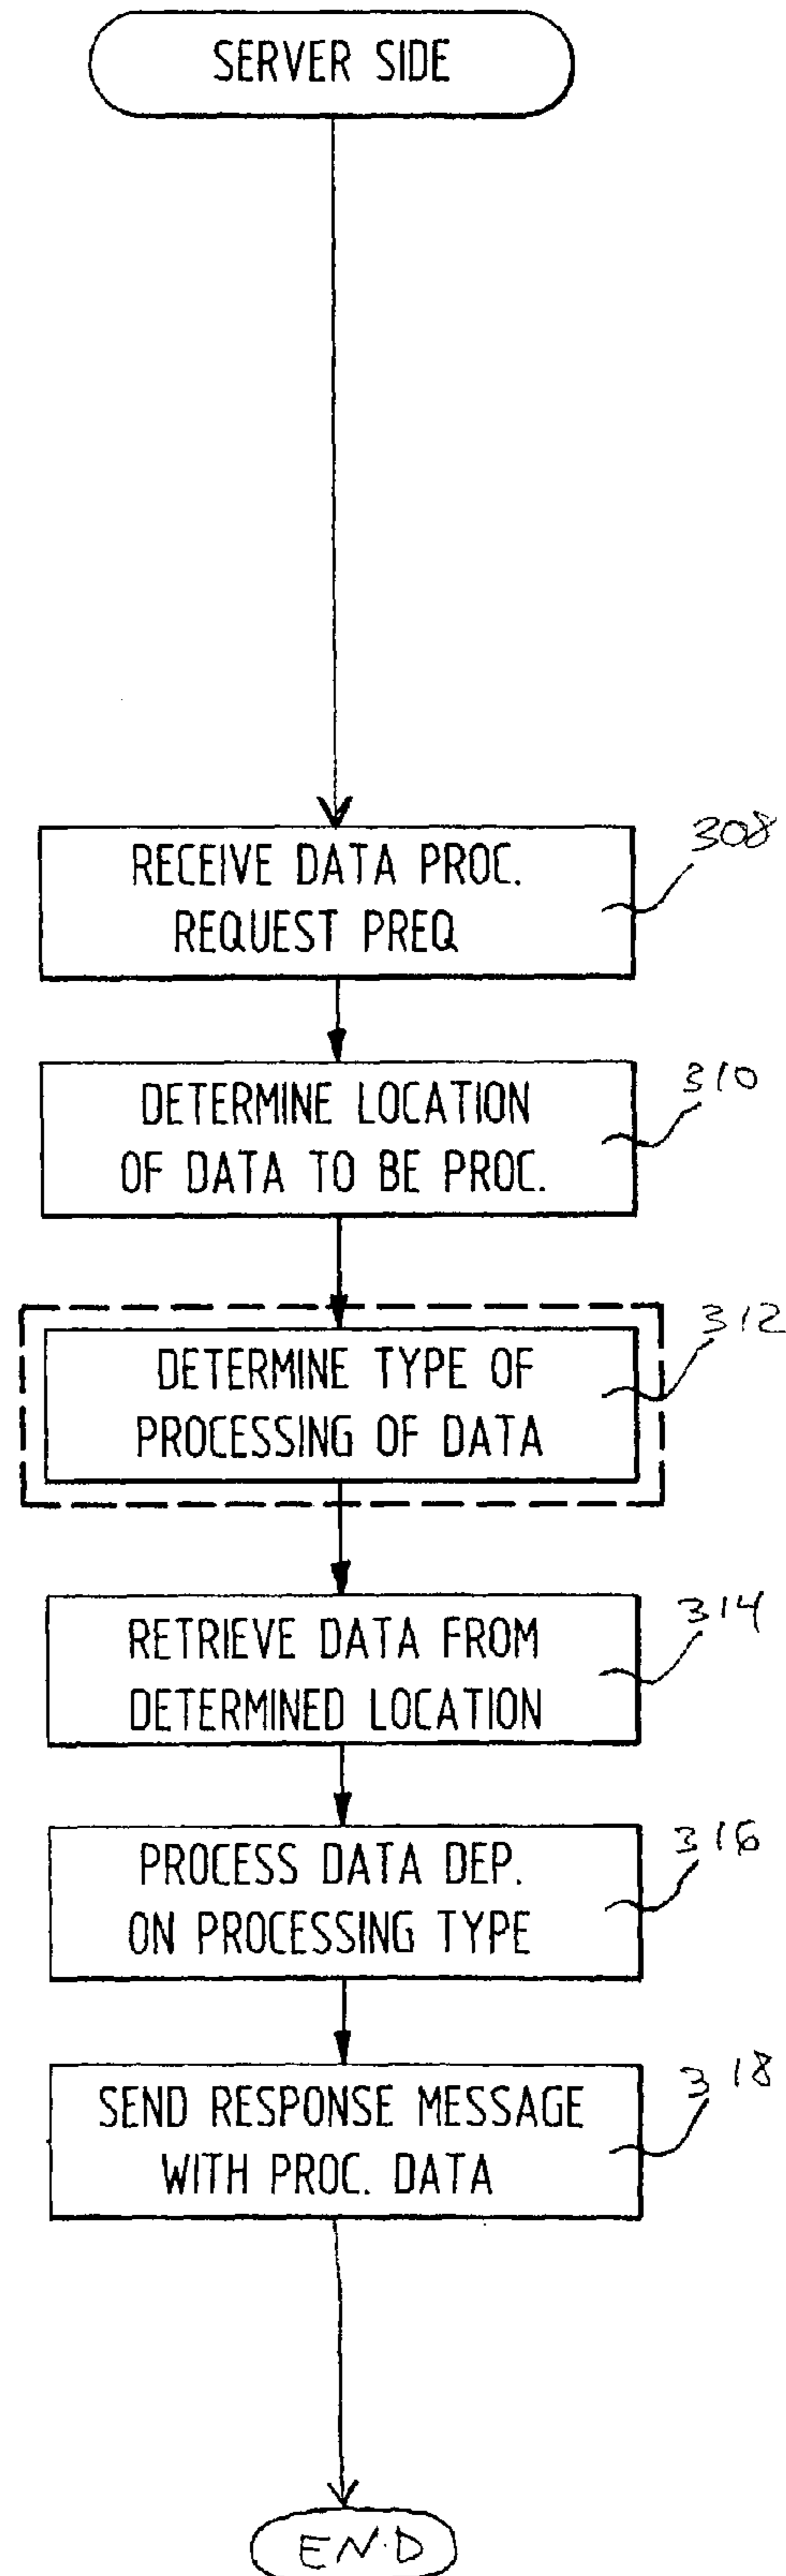 SERVER SIDE
308
RECEIVE DATA PROC.
REQUEST PREQ
310
DETERMINE LOCATION
OF DATA TO BE PROC.
312
DETERMINE TYPE OF
PROCESSING OF DATA
314
RETRIEVE DATA FROM
DETERMINED LOCATION
316
PROCESS DATA DEP.
ON PROCESSING TYPE
318
SEND RESPONSE MESSAGE
WITH PROC. DATA
END